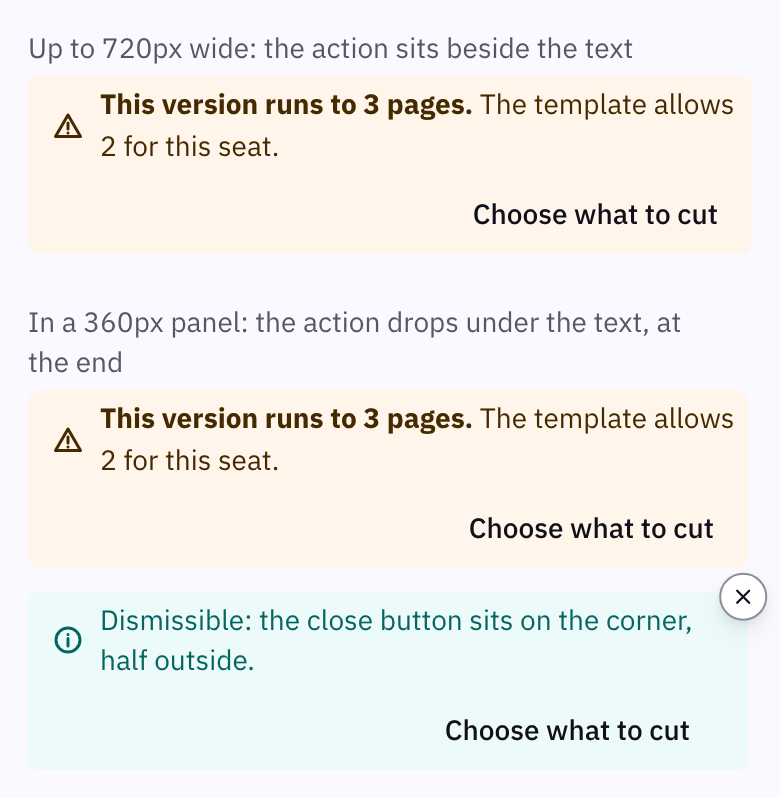 Up to 720px wide: the action sits beside the text
This version runs to 3 pages. The template allows
2 for this seat.
Choose what to cut
In a 360px panel: the action drops under the text, at
the end
This version runs to 3 pages. The template allows
2 for this seat.
Choose what to cut
Dismissible: the close button sits on the corner,
half outside.
Choose what to cut